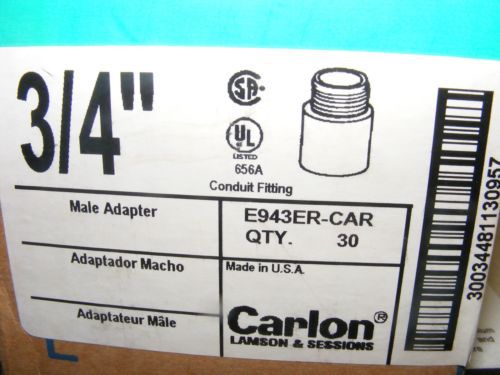 3/4"
SA
UL
LISTED
656A
Conduit Fitting
Male Adapter
E943ER-CAR
QTY. 30
Adaptador Macho
Made in U.S.A.
Adaptateur Mâle
Carlon®
LAMSON & SESSIONS
30034481130957